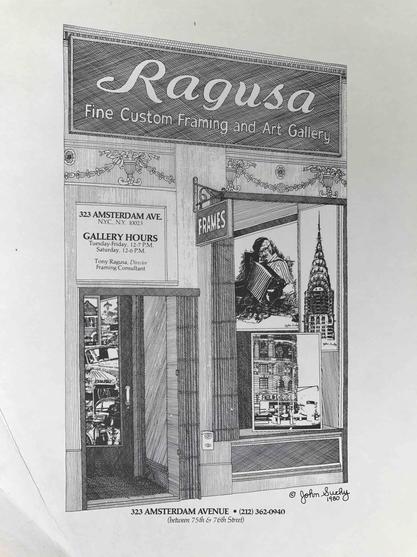 Ragusa
Fine Custom Framing and Art Gallery
323 AMSTERDAM AVE.
N.Y.C., N.Y. 10023
GALLERY HOURS
Tuesday-Friday, 12-7 P.M.
Saturday, 12-6 P.M.
Tony Ragusa, Director
Framing Consultant
FRAMES
© John Suchy
1980
323 AMSTERDAM AVENUE • (212) 362-0940
(between 75th & 76th Street)